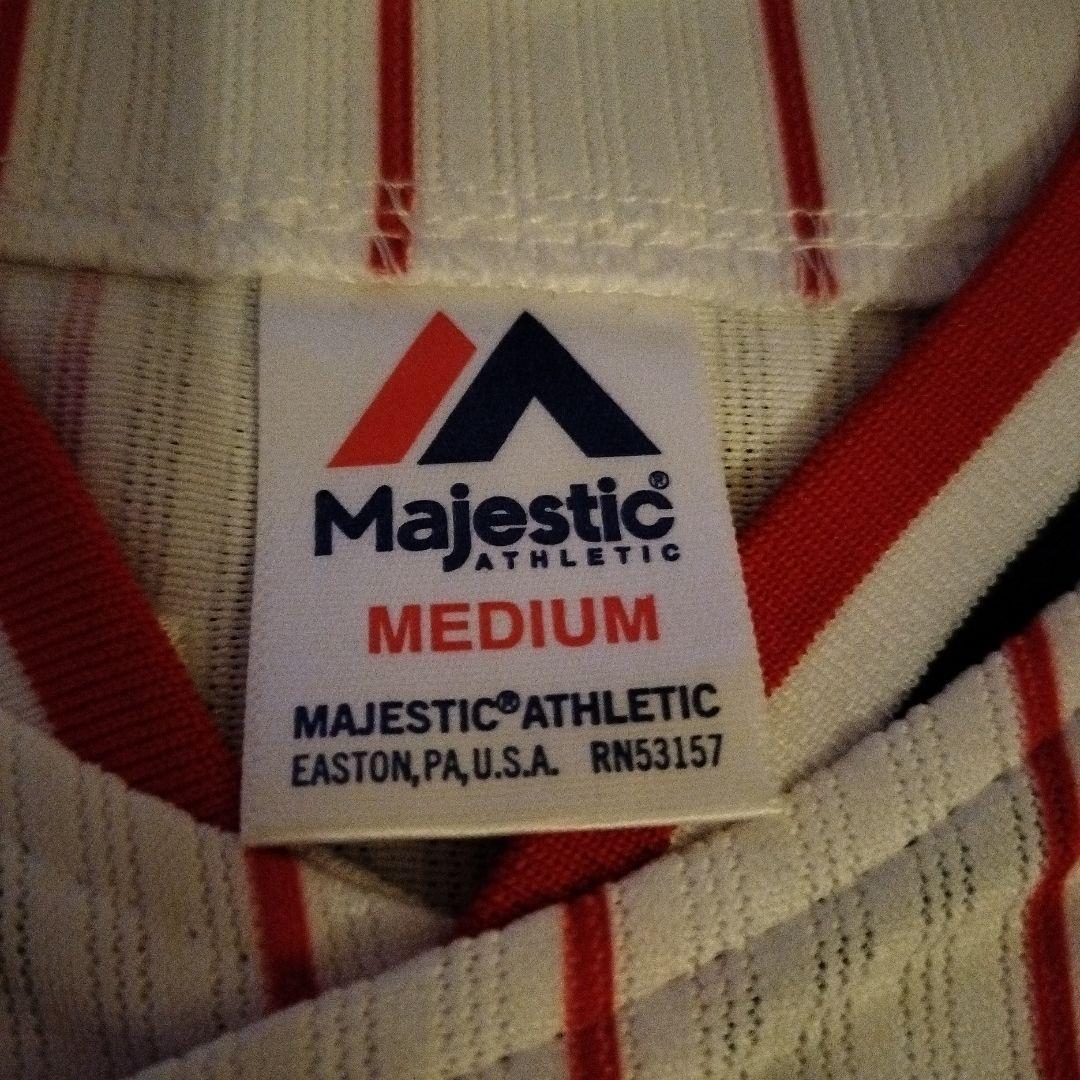 Majestic®
ATHLETIC
MEDIUM
MAJESTIC® ATHLETIC
EASTON, PA, U.S.A. RN53157